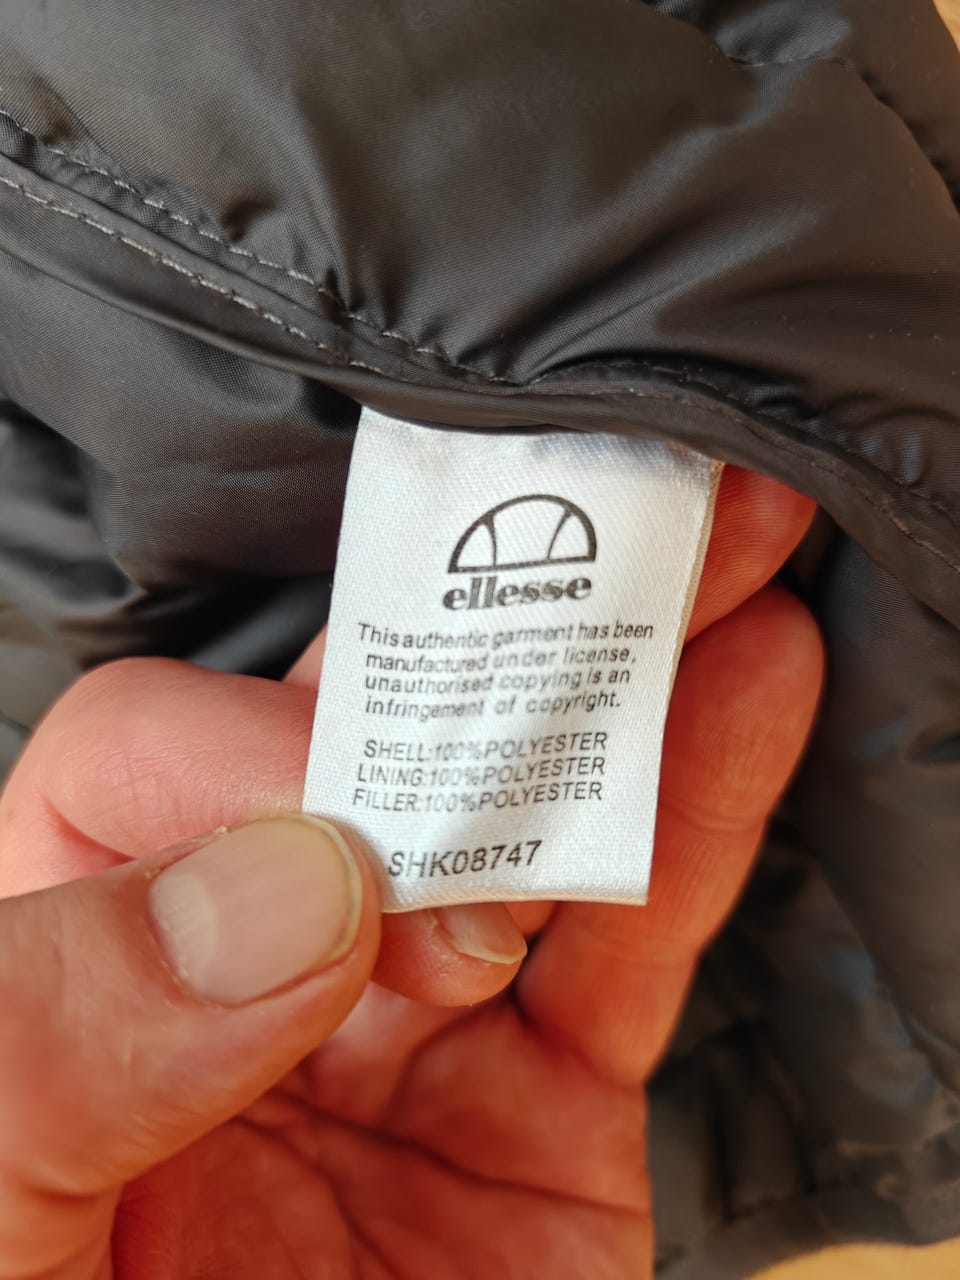 ellesse
This authentic garment has been
manufactured under license,
unauthorised copying is an
infringement of copyright.
SHELL:100%POLYESTER
LINING:100%POLYESTER
FILLER:100%POLYESTER
SHK08747